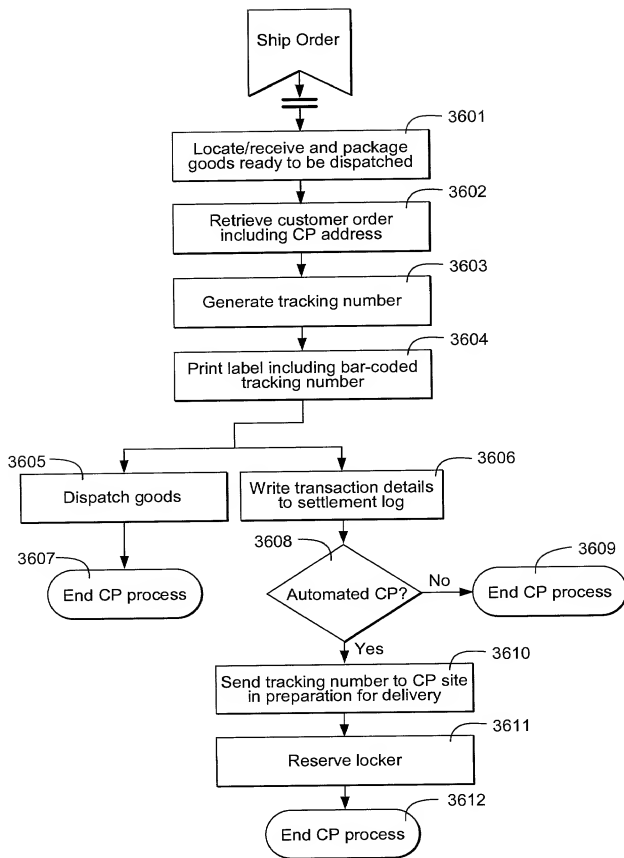 Ship Order
3601
Locate/receive and package
goods ready to be dispatched
3602
Retrieve customer order
including CP address
3603
Generate tracking number
3604
Print label including bar-coded
tracking number
3605
Dispatch goods
3606
Write transaction details
to settlement log
3607
End CP process
3608
Automated CP?
No
3609
End CP process
Yes
3610
Send tracking number to CP site
in preparation for delivery
3611
Reserve locker
3612
End CP process